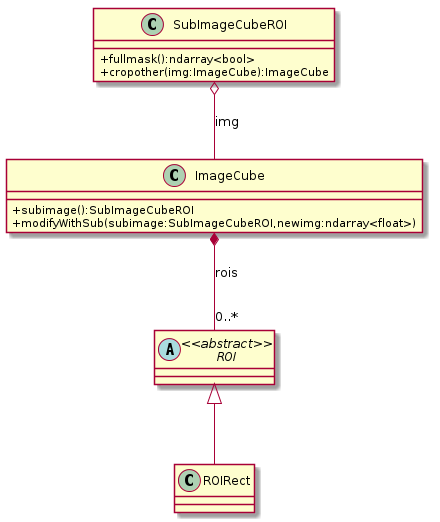 C SubImageCubeROI
+fullmask():ndarray<bool>
+cropother(img:ImageCube):ImageCube
img
C ImageCube
+subimage():SubImageCubeROI
+modifyWithSub(subimage:SubImageCubeROI,newimg:ndarray<float>)
rois
0..*
A <<abstract>>
ROI
C ROIRect